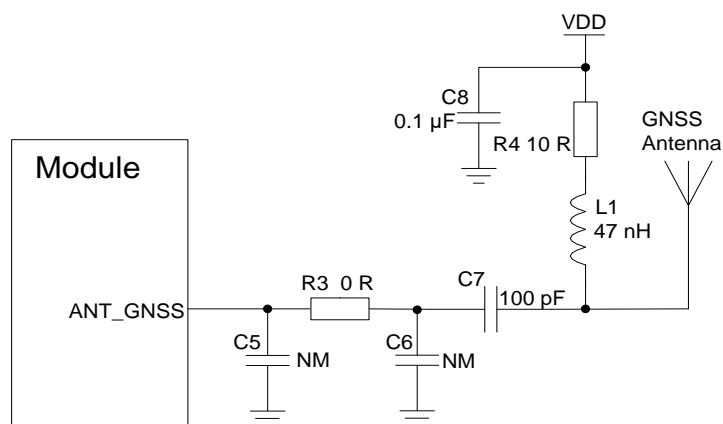 VDD
C8
0.1 µF
R4 10 R
GNSS
Antenna
Module
L1
47 nH
R3 0 R
C7
100 pF
ANT_GNSS
C5
NM
C6
NM